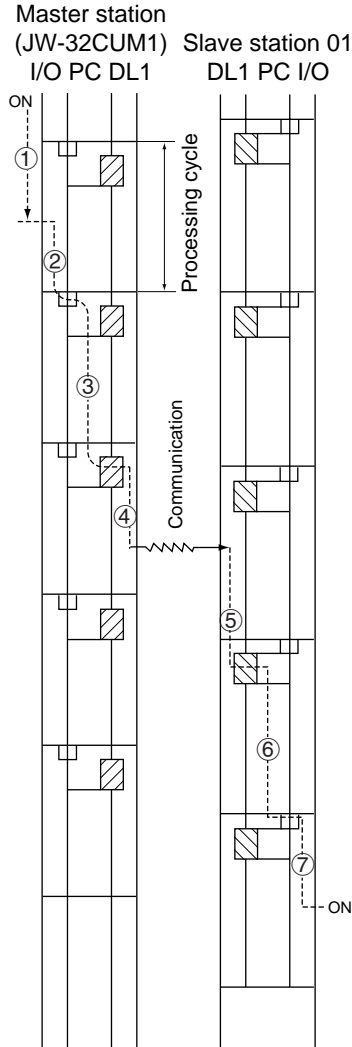 Master station
(JW-32CUM1)
I/O PC DL1
Slave station 01
DL1 PC I/O
ON
①
Processing cycle
②
③
Communication
④
⑤
⑥
⑦
ON